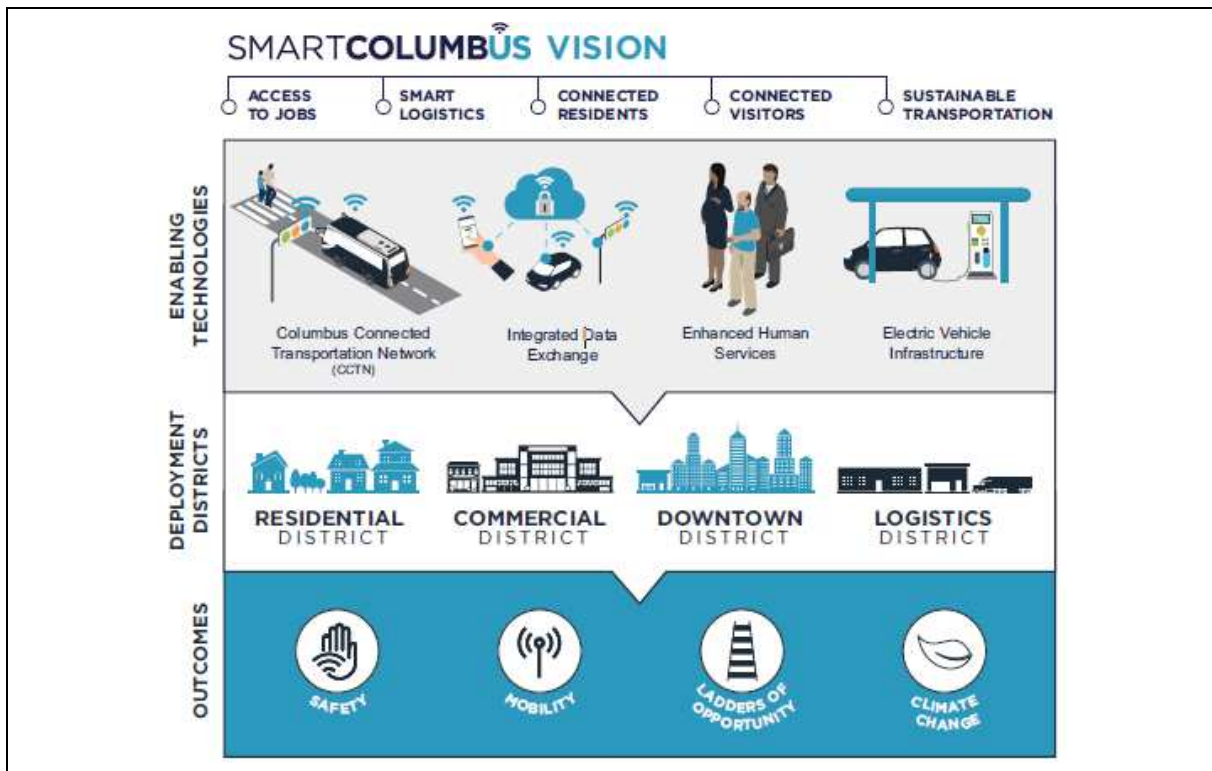 SMARTCOLUMBUS VISION
ACCESS
TO JOBS
SMART
LOGISTICS
CONNECTED
RESIDENTS
CONNECTED
VISITORS
SUSTAINABLE
TRANSPORTATION
ENABLING
TECHNOLOGIES
Columbus Connected
Transportation Network
(CCTN)
Integrated Data
Exchange
Enhanced Human
Services
Electric Vehicle
Infrastructure
DEPLOYMENT
DISTRICTS
RESIDENTIAL
DISTRICT
COMMERCIAL
DISTRICT
DOWNTOWN
DISTRICT
LOGISTICS
DISTRICT
OUTCOMES
SAFETY
MOBILITY
LADDERS OF
OPPORTUNITY
CLIMATE
CHANGE